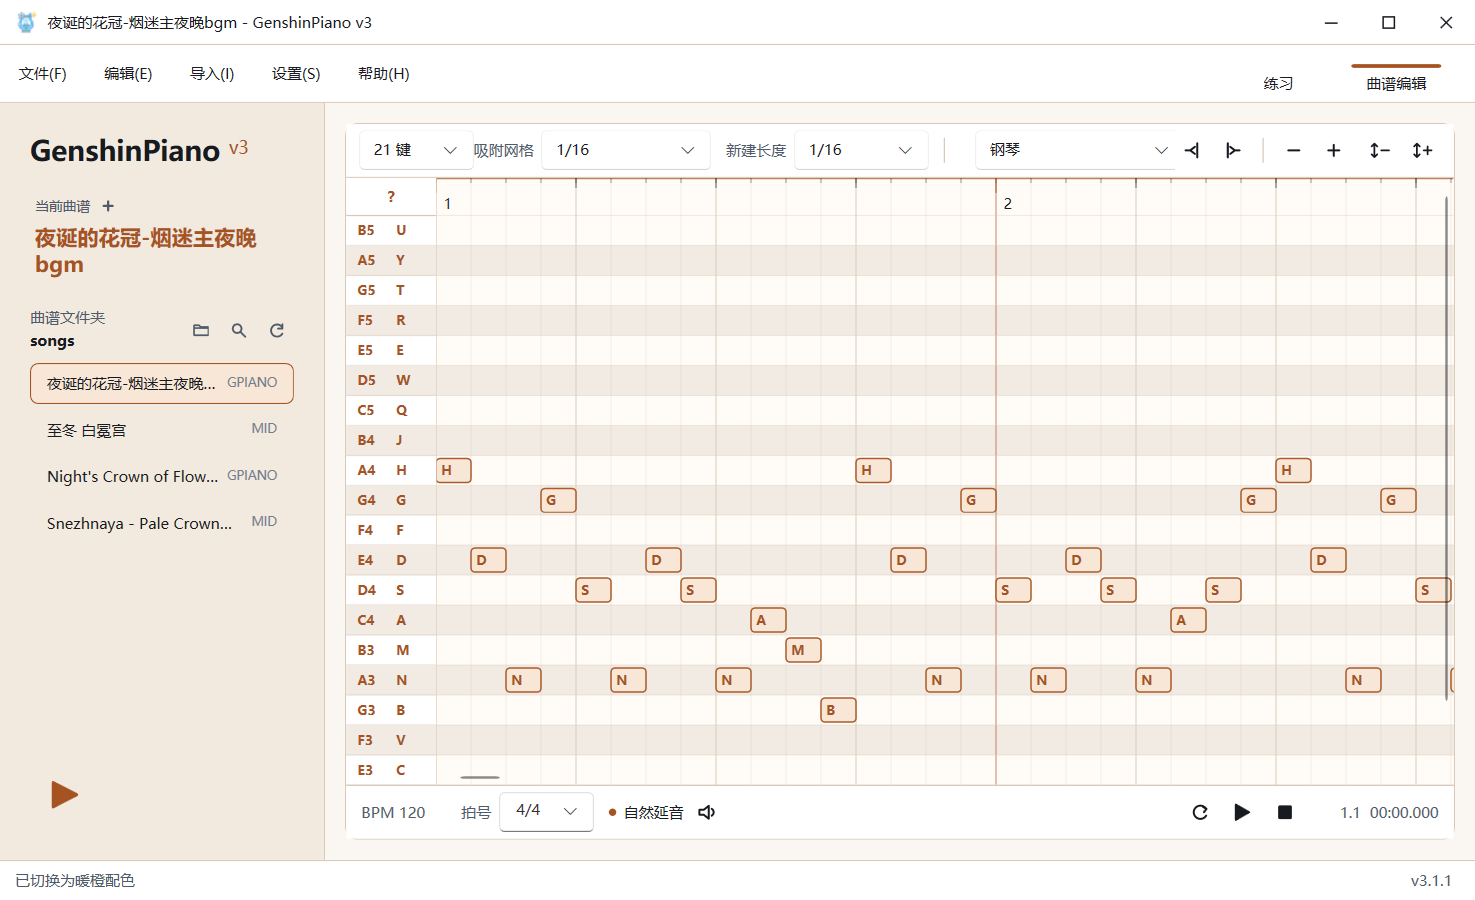 夜诞的花冠-烟迷主夜晚bgm - GenshinPiano v3
文件(F) 编辑(E) 导入(I) 设置(S) 帮助(H)
练习 曲谱编辑
GenshinPiano v3
当前曲谱
夜诞的花冠-烟迷主夜晚
bgm
曲谱文件夹
songs
夜诞的花冠-烟迷主夜晚... GPIANO
至冬 白冕宫 MID
Night's Crown of Flow... GPIANO
Snezhnaya - Pale Crown... MID
21 键 吸附网格 1/16 新建长度 1/16 钢琴
? 1 2
B5 U
A5 Y
G5 T
F5 R
E5 E
D5 W
C5 Q
B4 J
A4 H H H H
G4 G G G G G
F4 F
E4 D D D D D D
D4 S S S S S S S
C4 A A A
B3 M M
A3 N N N N N N N N
G3 B B
F3 V
E3 C
BPM 120 拍号 4/4 自然延音 1.1 00:00.000
已切换为暖橙配色 v3.1.1